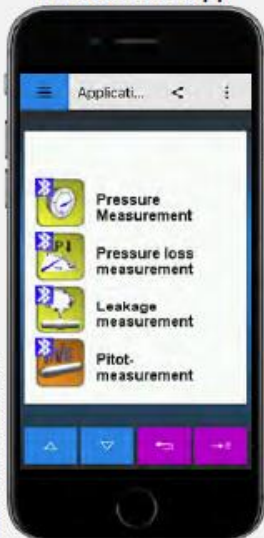 Applicati...
Pressure
Measurement
Pressure loss
measurement
Leakage
measurement
Pitot-
measurement